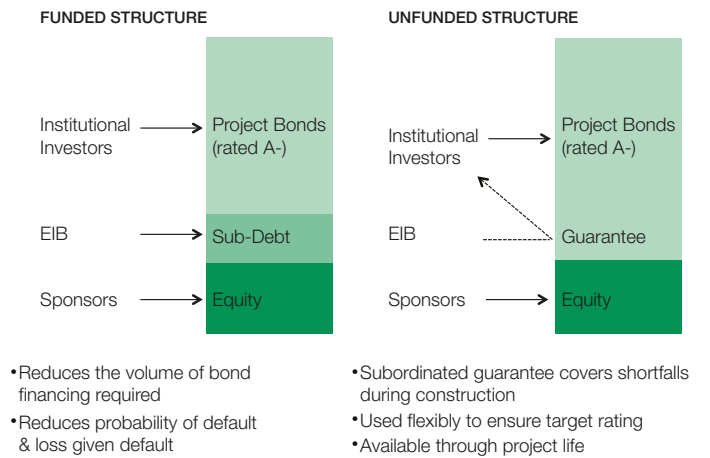 FUNDED STRUCTURE
Institutional
Investors
Project Bonds
(rated A-)
EIB
Sub-Debt
Sponsors
Equity
•Reduces the volume of bond
financing required
•Reduces probability of default
& loss given default
UNFUNDED STRUCTURE
Institutional
Investors
Project Bonds
(rated A-)
EIB
Guarantee
Sponsors
Equity
•Subordinated guarantee covers shortfalls
during construction
•Used flexibly to ensure target rating
•Available through project life